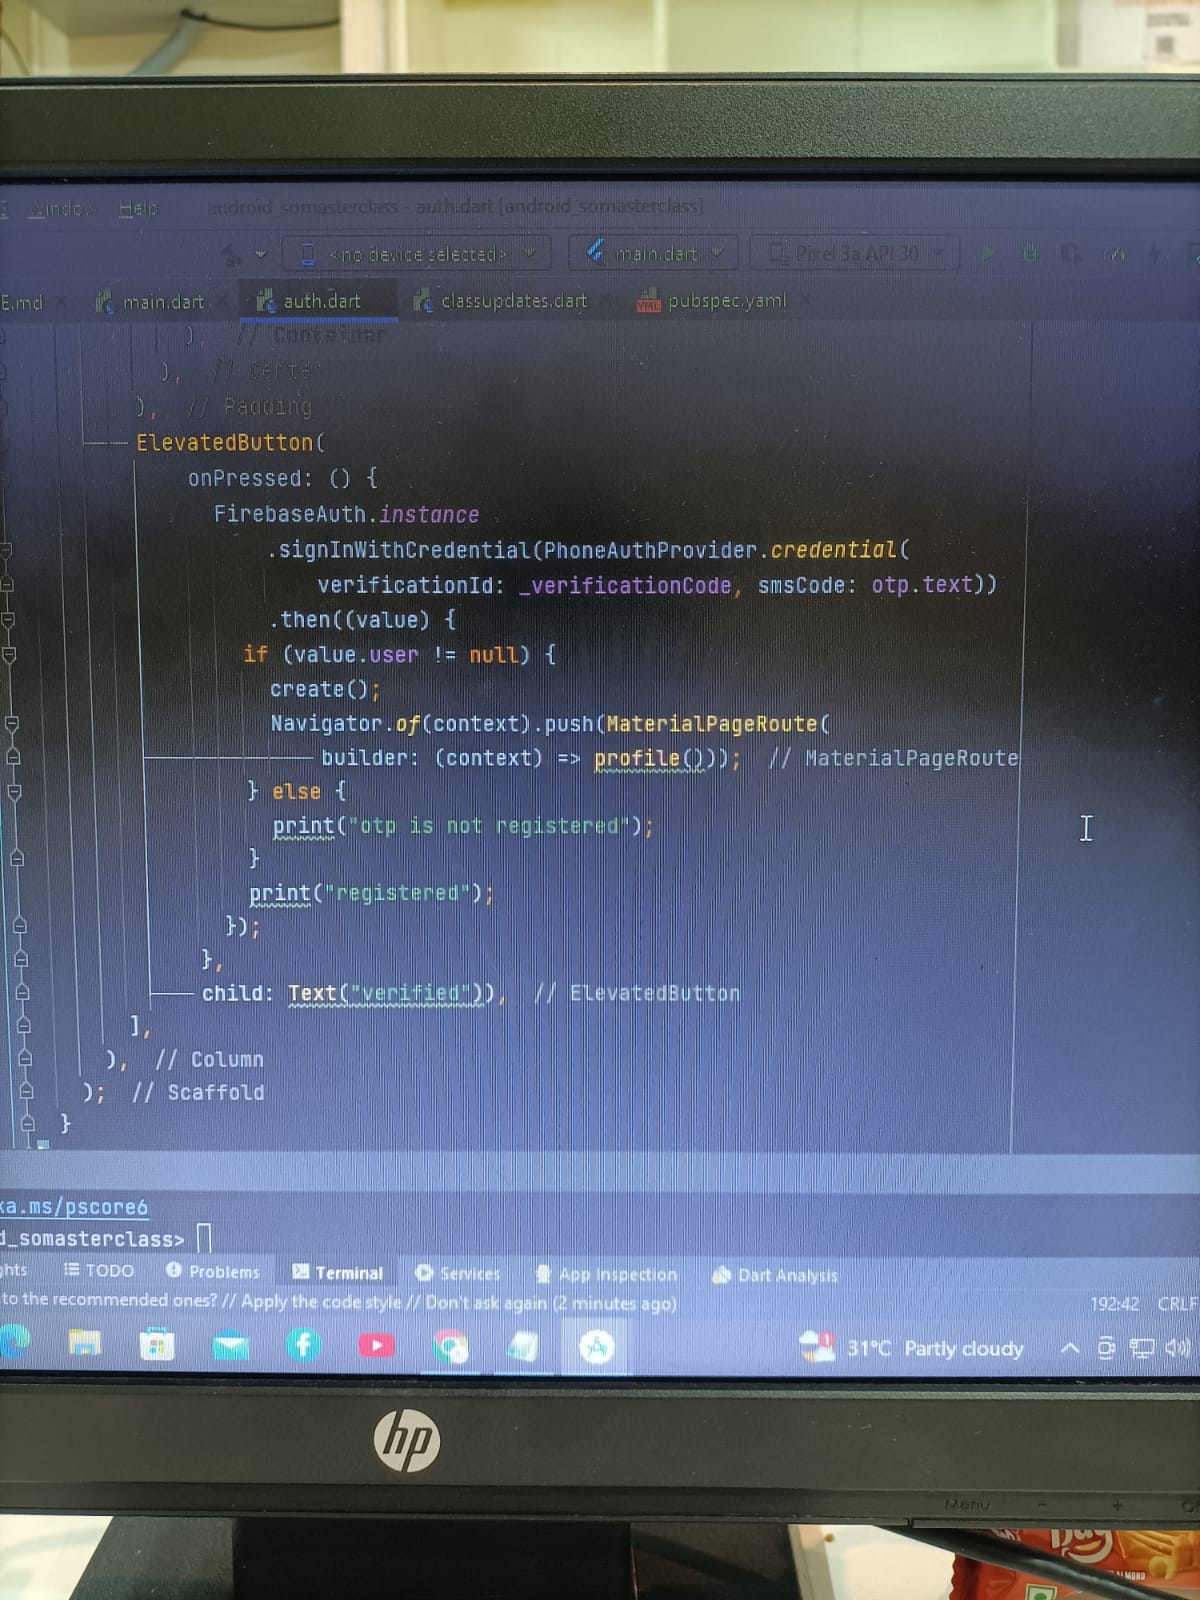 Window Help android_somasterclass - auth.dart [android_somasterclass]
<no device selected> main.dart Pixel 3a API 30
E.md main.dart auth.dart classupdates.dart pubspec.yaml
), // Container
), // Center
), // Padding
ElevatedButton(
onPressed: () {
FirebaseAuth.instance
.signInWithCredential(PhoneAuthProvider.credential(
verificationId: _verificationCode, smsCode: otp.text))
.then((value) {
if (value.user != null) {
create();
Navigator.of(context).push(MaterialPageRoute(
builder: (context) => profile())); // MaterialPageRoute
} else {
print("otp is not registered");
}
print("registered");
});
},
child: Text("verified")), // ElevatedButton
],
), // Column
); // Scaffold
}
ka.ms/pscore6
d_somasterclass>
ghts TODO Problems Terminal Services App Inspection Dart Analysis
to the recommended ones? // Apply the code style // Don't ask again (2 minutes ago) 192:42 CRLF
1 31°C Partly cloudy
hp
Menu - +